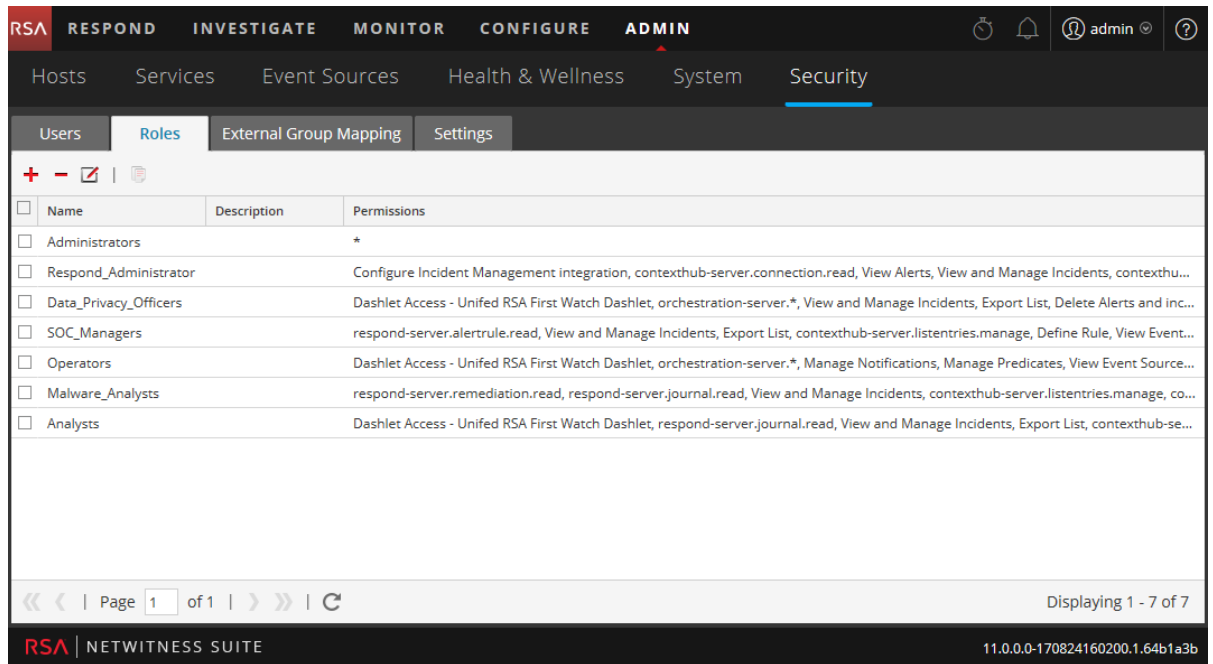 RSA RESPOND INVESTIGATE MONITOR CONFIGURE ADMIN admin ?
Hosts Services Event Sources Health & Wellness System Security
Users Roles External Group Mapping Settings
Name Description Permissions
Administrators *
Respond_Administrator Configure Incident Management integration, contexthub-server.connection.read, View Alerts, View and Manage Incidents, contexthu...
Data_Privacy_Officers Dashlet Access - Unifed RSA First Watch Dashlet, orchestration-server.*, View and Manage Incidents, Export List, Delete Alerts and inc...
SOC_Managers respond-server.alertrule.read, View and Manage Incidents, Export List, contexthub-server.listentries.manage, Define Rule, View Event...
Operators Dashlet Access - Unifed RSA First Watch Dashlet, orchestration-server.*, Manage Notifications, Manage Predicates, View Event Source...
Malware_Analysts respond-server.remediation.read, respond-server.journal.read, View and Manage Incidents, contexthub-server.listentries.manage, co...
Analysts Dashlet Access - Unifed RSA First Watch Dashlet, respond-server.journal.read, View and Manage Incidents, Export List, contexthub-se...
Page 1 of 1 Displaying 1 - 7 of 7
RSA NETWITNESS SUITE 11.0.0.0-170824160200.1.64b1a3b